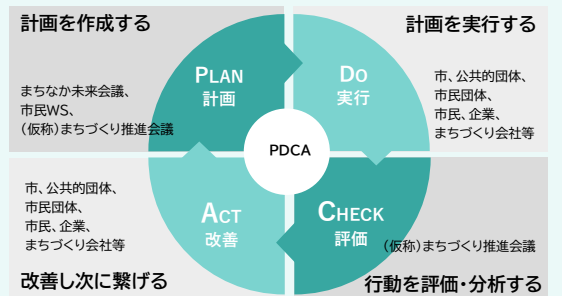 計画を作成する
PLAN
計画
まちなか未来会議、
市民WS、
(仮称)まちづくり推進会議
計画を実行する
DO
実行
市、公共的団体、
市民団体、
市民、企業、
まちづくり会社等
PDCA
市、公共的団体、
市民団体、
市民、企業、
まちづくり会社等
ACT
改善
改善し次に繋げる
CHECK
評価
(仮称)まちづくり推進会議
行動を評価・分析する